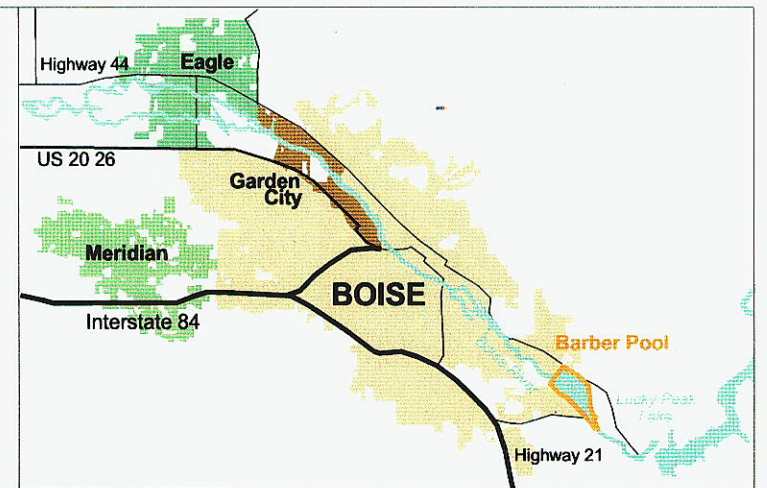 Highway 44
Eagle
US 20 26
Garden
City
Meridian
BOISE
Interstate 84
Barber Pool
Lucky Peak
Lake
Highway 21